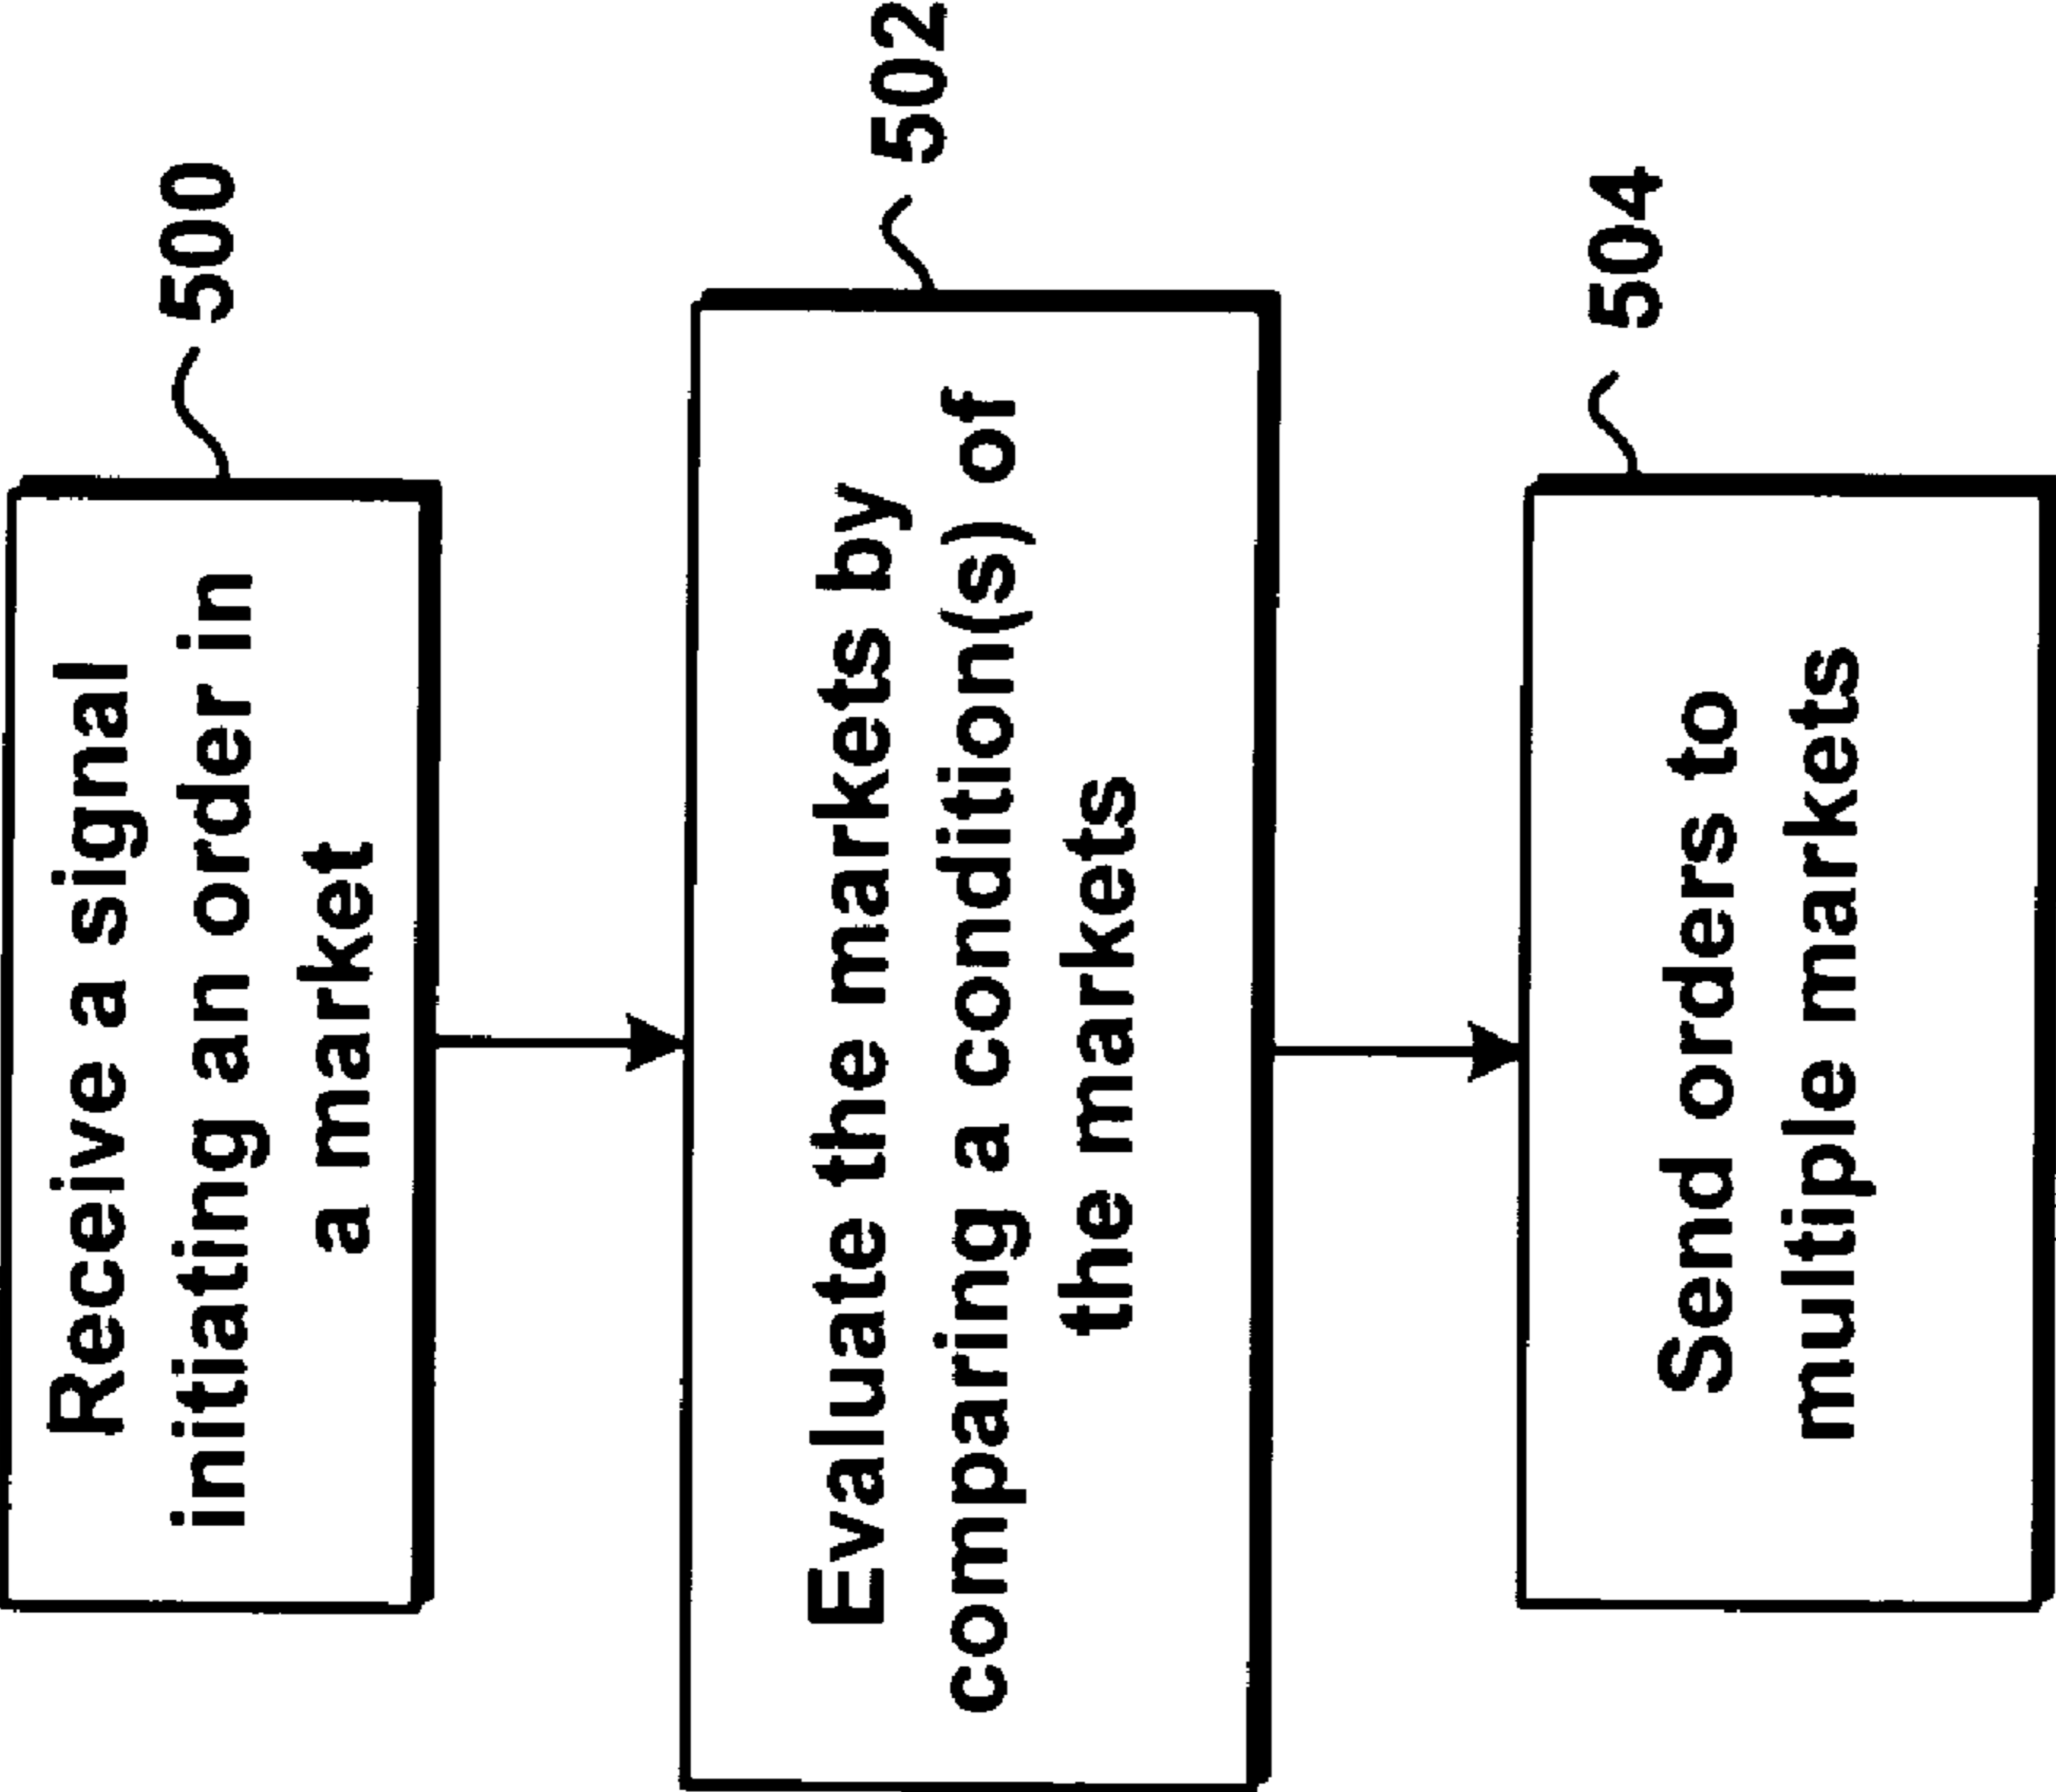 Receive a signal
initiating an order in
a market
500
Evaluate the markets by
comparing a condition(s) of
the markets
502
Send orders to
multiple markets
504